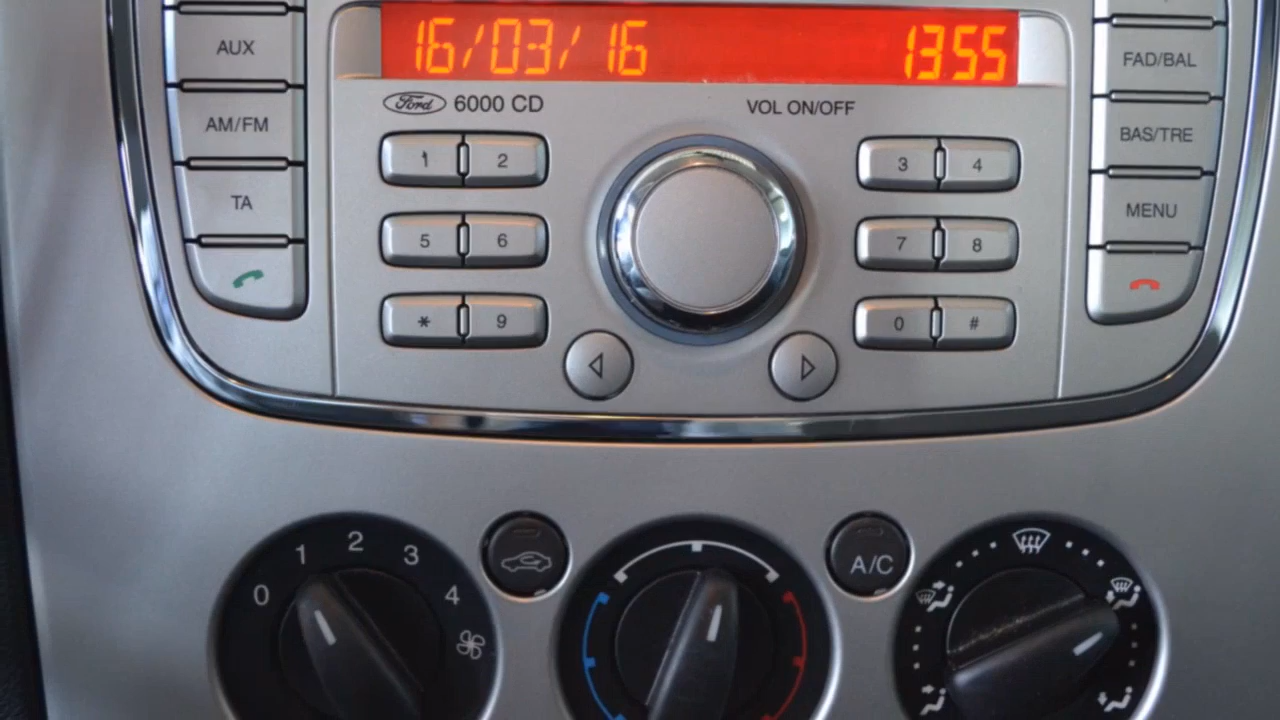 16/03/16 1355
AUX
Ford 6000 CD
VOL ON/OFF
FAD/BAL
AM/FM
1 2
3 4
BAS/TRE
TA
5 6
7 8
MENU
* 9
0 #
0 1 2 3 4
A/C